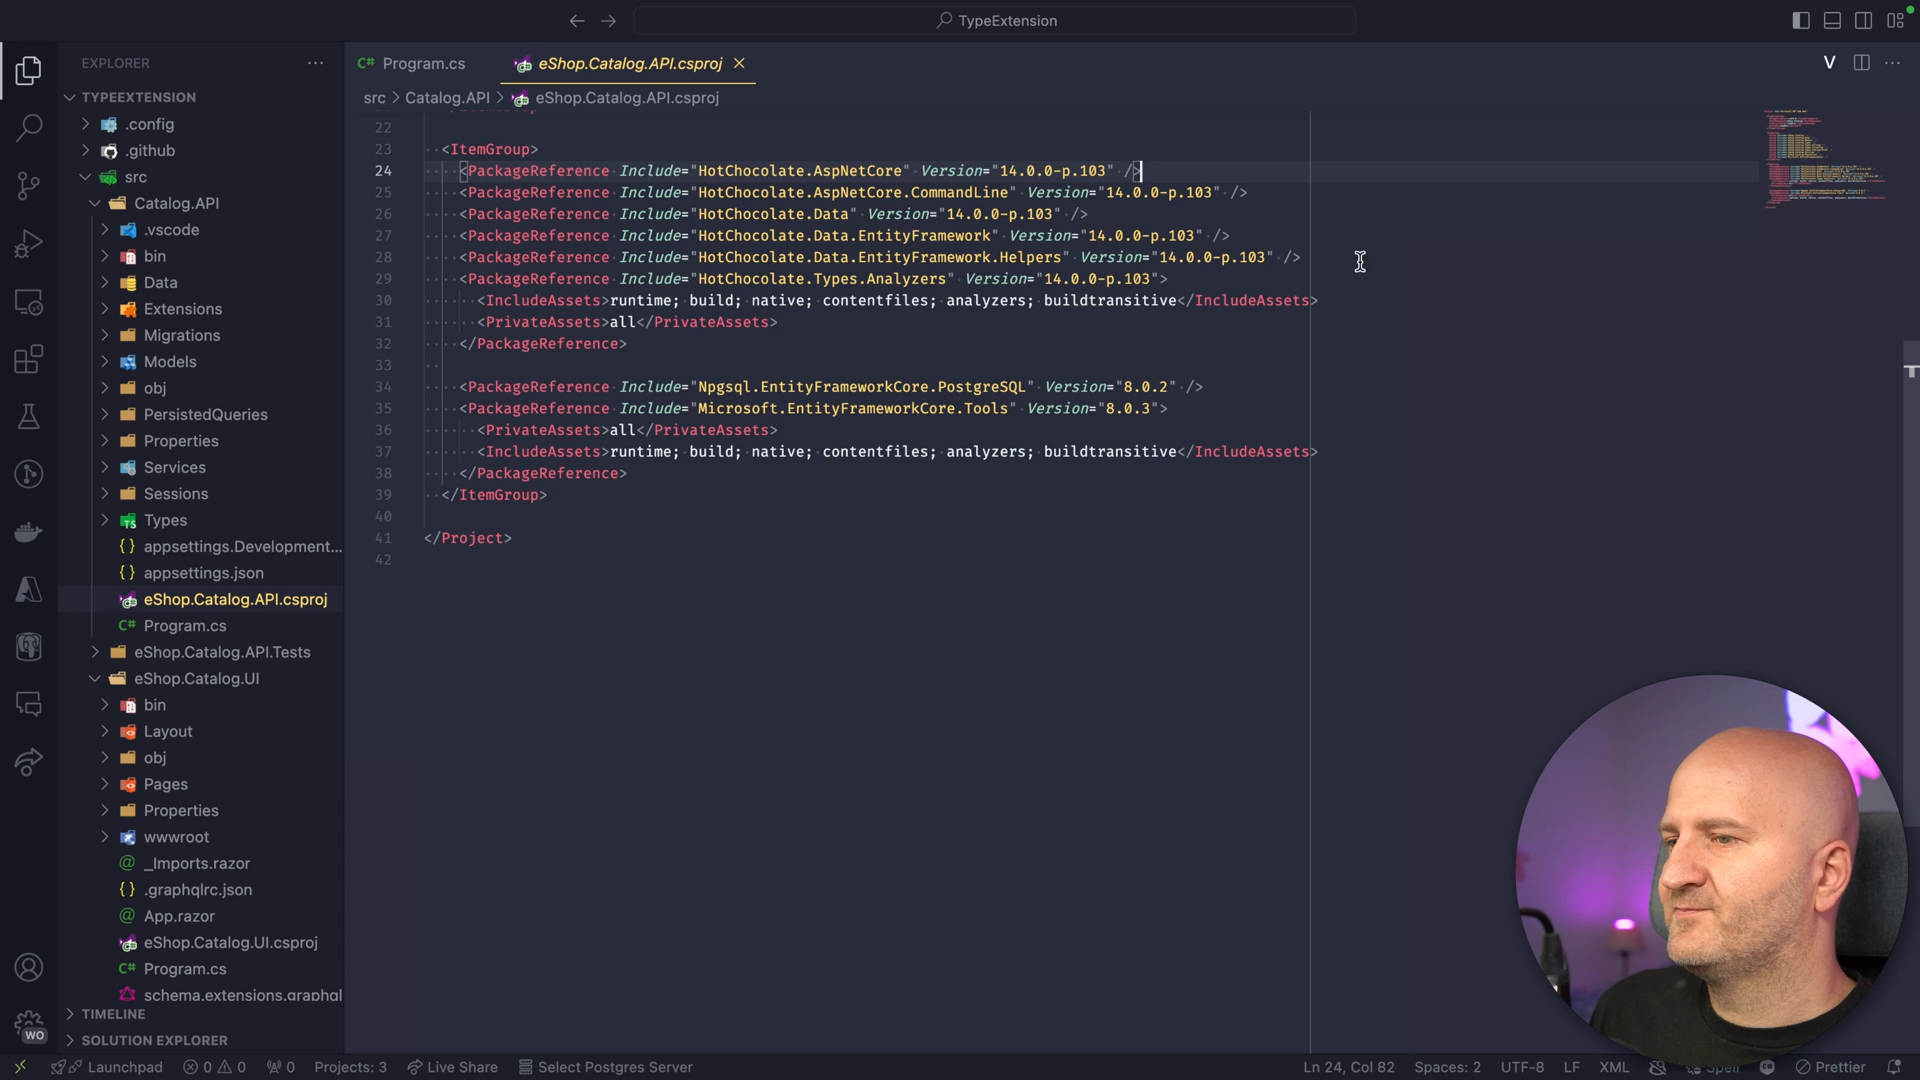 TypeExtension
EXPLORER
TYPEEXTENSION
.config
.github
src
Catalog.API
.vscode
bin
Data
Extensions
Migrations
Models
obj
PersistedQueries
Properties
Services
Sessions
Types
appsettings.Development...
appsettings.json
eShop.Catalog.API.csproj
C# Program.cs
eShop.Catalog.API.Tests
eShop.Catalog.UI
bin
Layout
obj
Pages
Properties
wwwroot
_Imports.razor
.graphqlrc.json
App.razor
eShop.Catalog.UI.csproj
C# Program.cs
schema.extensions.graphql
TIMELINE
SOLUTION EXPLORER
C# Program.cs
eShop.Catalog.API.csproj
V
src > Catalog.API > eShop.Catalog.API.csproj
22
23 <ItemGroup>
24 <PackageReference Include="HotChocolate.AspNetCore" Version="14.0.0-p.103" />
25 <PackageReference Include="HotChocolate.AspNetCore.CommandLine" Version="14.0.0-p.103" />
26 <PackageReference Include="HotChocolate.Data" Version="14.0.0-p.103" />
27 <PackageReference Include="HotChocolate.Data.EntityFramework" Version="14.0.0-p.103" />
28 <PackageReference Include="HotChocolate.Data.EntityFramework.Helpers" Version="14.0.0-p.103" />
29 <PackageReference Include="HotChocolate.Types.Analyzers" Version="14.0.0-p.103">
30 <IncludeAssets>runtime; build; native; contentfiles; analyzers; buildtransitive</IncludeAssets>
31 <PrivateAssets>all</PrivateAssets>
32 </PackageReference>
33
34 <PackageReference Include="Npgsql.EntityFrameworkCore.PostgreSQL" Version="8.0.2" />
35 <PackageReference Include="Microsoft.EntityFrameworkCore.Tools" Version="8.0.3">
36 <PrivateAssets>all</PrivateAssets>
37 <IncludeAssets>runtime; build; native; contentfiles; analyzers; buildtransitive</IncludeAssets>
38 </PackageReference>
39 </ItemGroup>
40
41 </Project>
42
WO
Launchpad 0 0 0 Projects: 3 Live Share Select Postgres Server Ln 24, Col 82 Spaces: 2 UTF-8 LF XML Spell Prettier